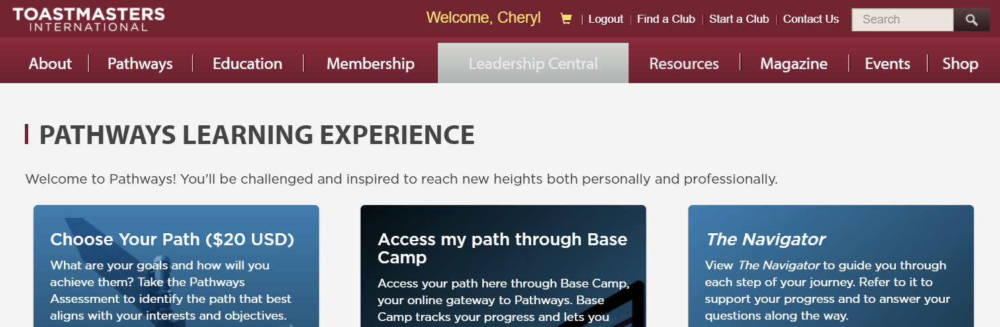 TOASTMASTERS
INTERNATIONAL
Welcome, Cheryl
Logout
Find a Club
Start a Club
Contact Us
Search
About
Pathways
Education
Membership
Leadership Central
Resources
Magazine
Events
Shop
PATHWAYS LEARNING EXPERIENCE
Welcome to Pathways! You'll be challenged and inspired to reach new heights both personally and professionally.
Choose Your Path ($20 USD)
What are your goals and how will you
achieve them? Take the Pathways
Assessment to identify the path that best
aligns with your interests and objectives.
Access my path through Base
Camp
Access your path here through Base Camp,
your online gateway to Pathways. Base
Camp tracks your progress and lets you
The Navigator
View The Navigator to guide you through
each step of your journey. Refer to it to
support your progress and to answer your
questions along the way.